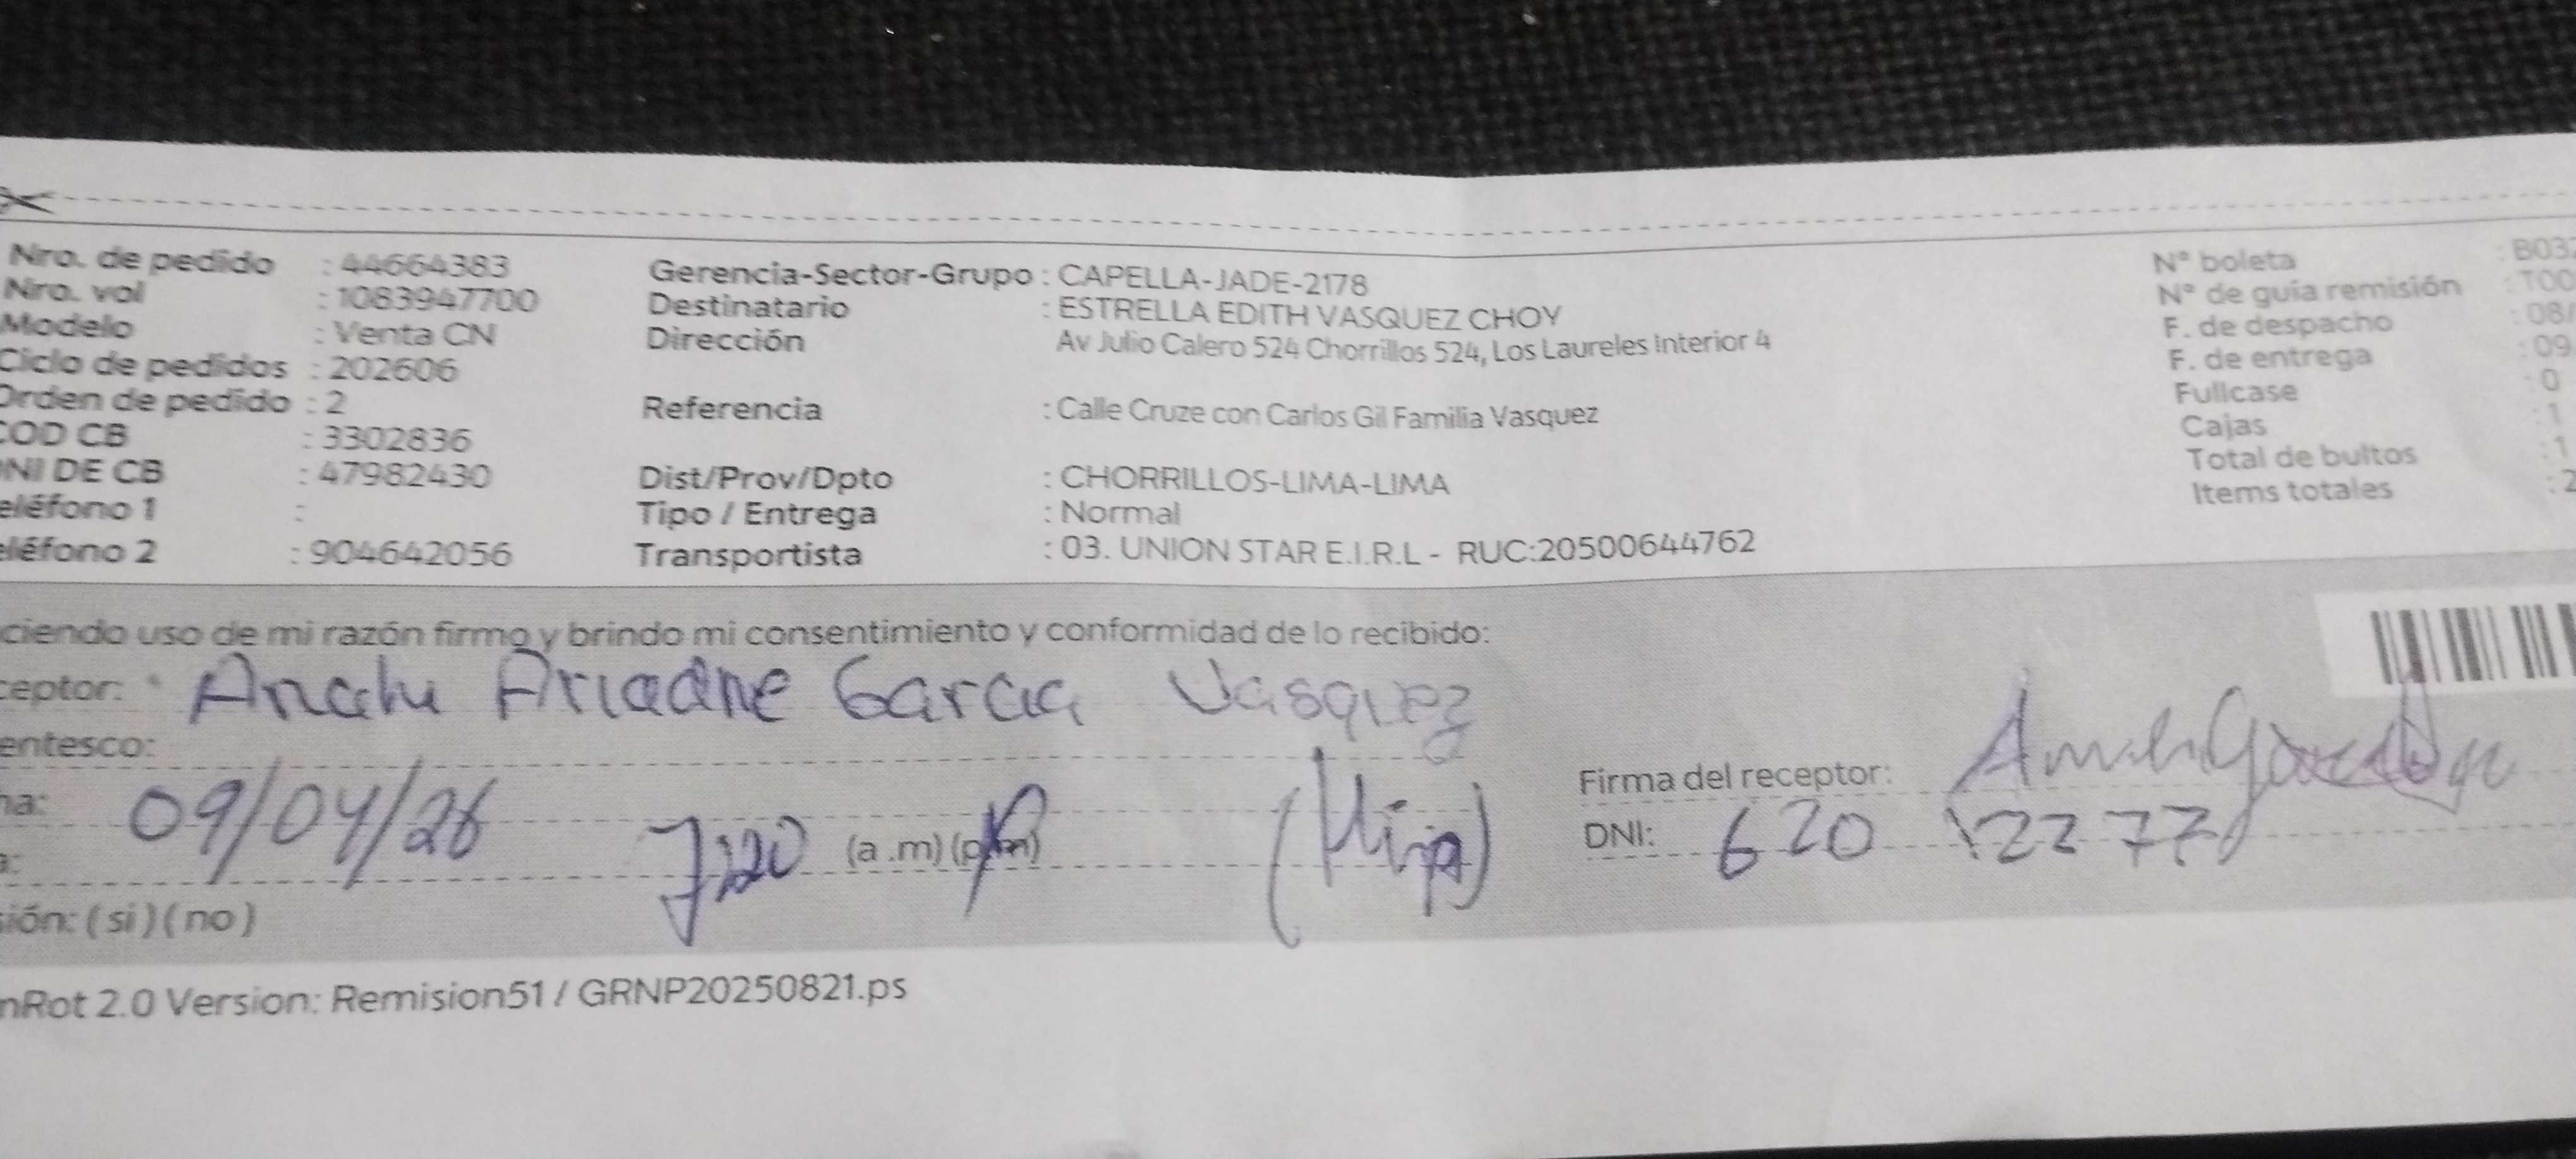 Nro. de pedido : 44664383
Nro. vol : 1083947700
Modelo : Venta CN
Ciclo de pedidos : 202606
Orden de pedido : 2
COD CB : 3302836
NI DE CB : 47982430
eléfono 1 :
eléfono 2 : 904642056
Gerencia-Sector-Grupo : CAPELLA-JADE-2178
Destinatario : ESTRELLA EDITH VASQUEZ CHOY
Dirección Av Julio Calero 524 Chorrillos 524, Los Laureles Interior 4
Referencia : Calle Cruze con Carlos Gil Familia Vasquez
Dist/Prov/Dpto : CHORRILLOS-LIMA-LIMA
Tipo / Entrega : Normal
Transportista : 03. UNION STAR E.I.R.L - RUC:20500644762
N° boleta : B03
N° de guía remisión : T00
F. de despacho : 08/
F. de entrega : 09
Fullcase : 0
Cajas : 1
Total de bultos : 1
Items totales : 2
ciendo uso de mi razón firmo y brindo mi consentimiento y conformidad de lo recibido:
ceptor: Analu Ariadne Garcia Vasquez
entesco:
na: 09/04/26
a: 7:20 (a .m) (p.m) (Hija)
Firma del receptor:
DNI: 620 12277
sión: ( si ) ( no )
nRot 2.0 Version: Remision51 / GRNP20250821.ps